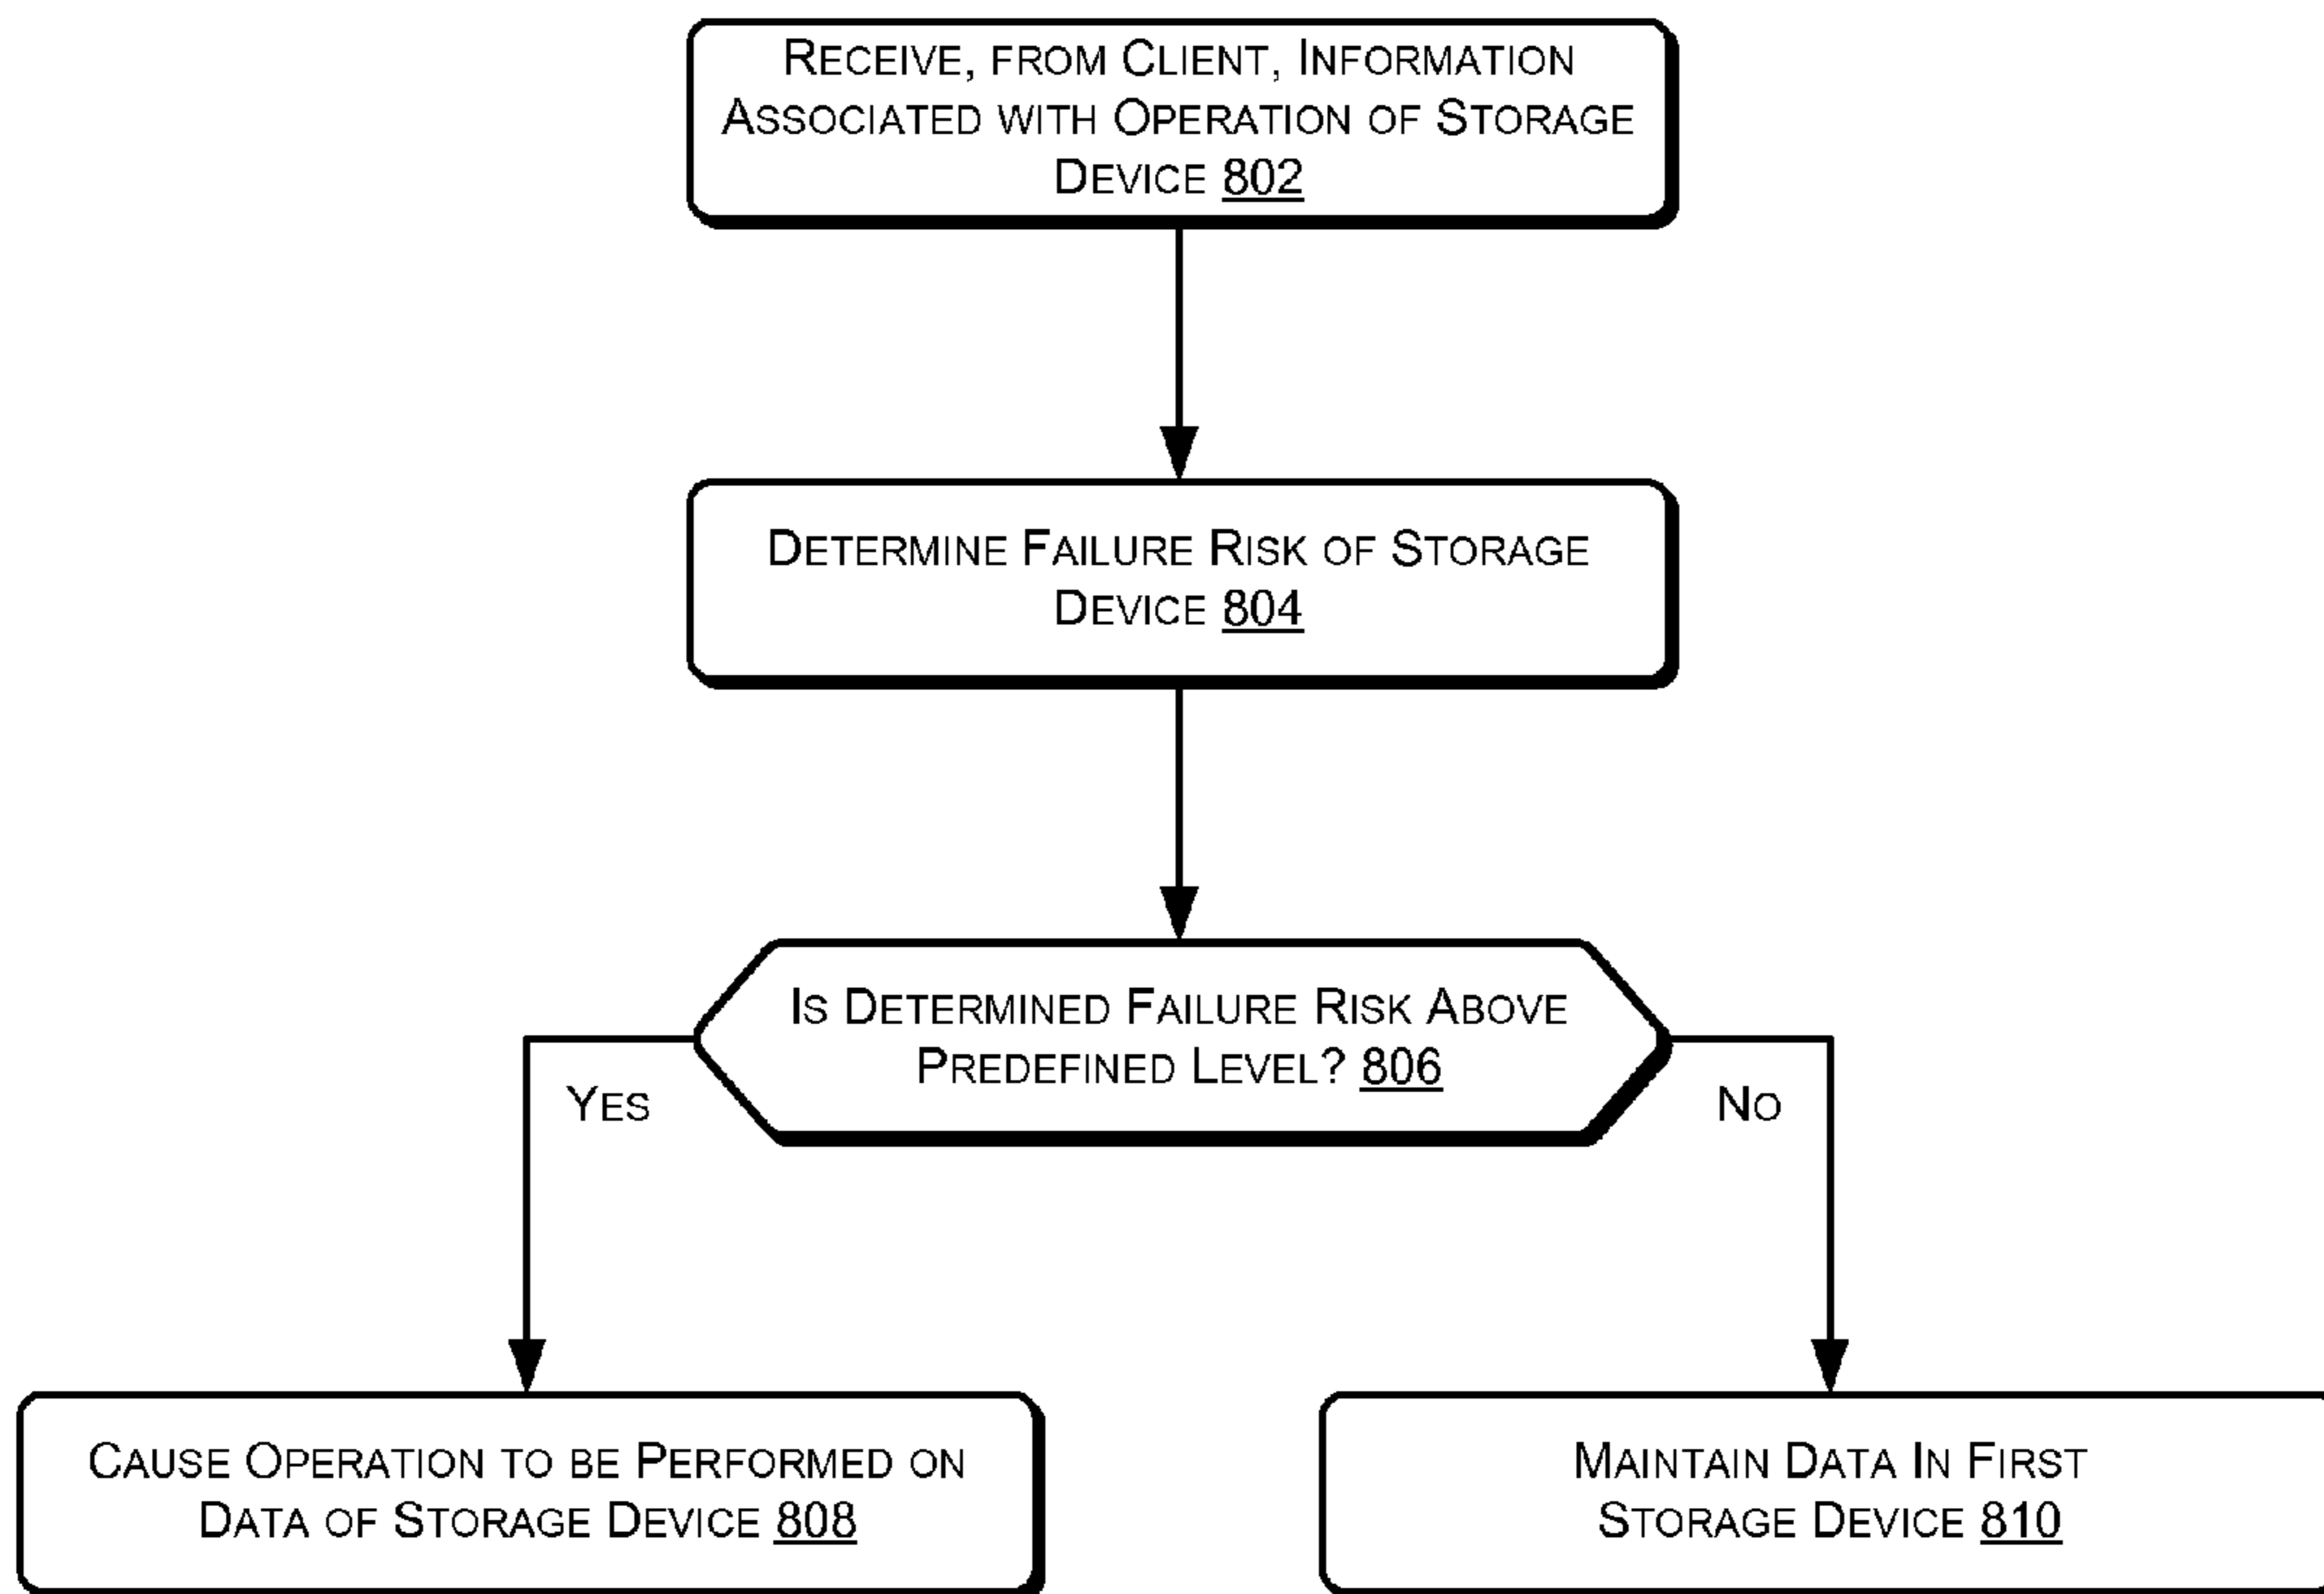 RECEIVE, FROM CLIENT, INFORMATION
ASSOCIATED WITH OPERATION OF STORAGE
DEVICE 802
DETERMINE FAILURE RISK OF STORAGE
DEVICE 804
IS DETERMINED FAILURE RISK ABOVE
PREDEFINED LEVEL? 806
YES
NO
CAUSE OPERATION TO BE PERFORMED ON
DATA OF STORAGE DEVICE 808
MAINTAIN DATA IN FIRST
STORAGE DEVICE 810